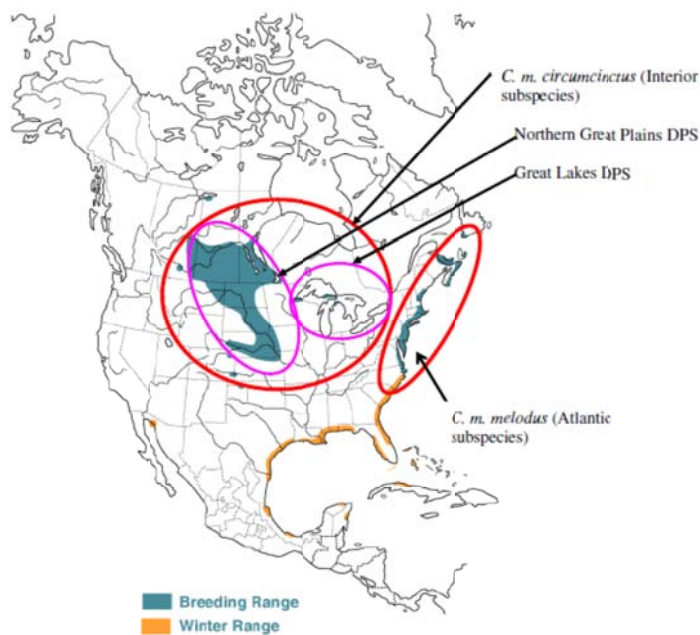 C. m. circumcinctus (Interior
subspecies)
Northern Great Plains DPS
Great Lakes DPS
C. m. melodus (Atlantic
subspecies)
Breeding Range
Winter Range